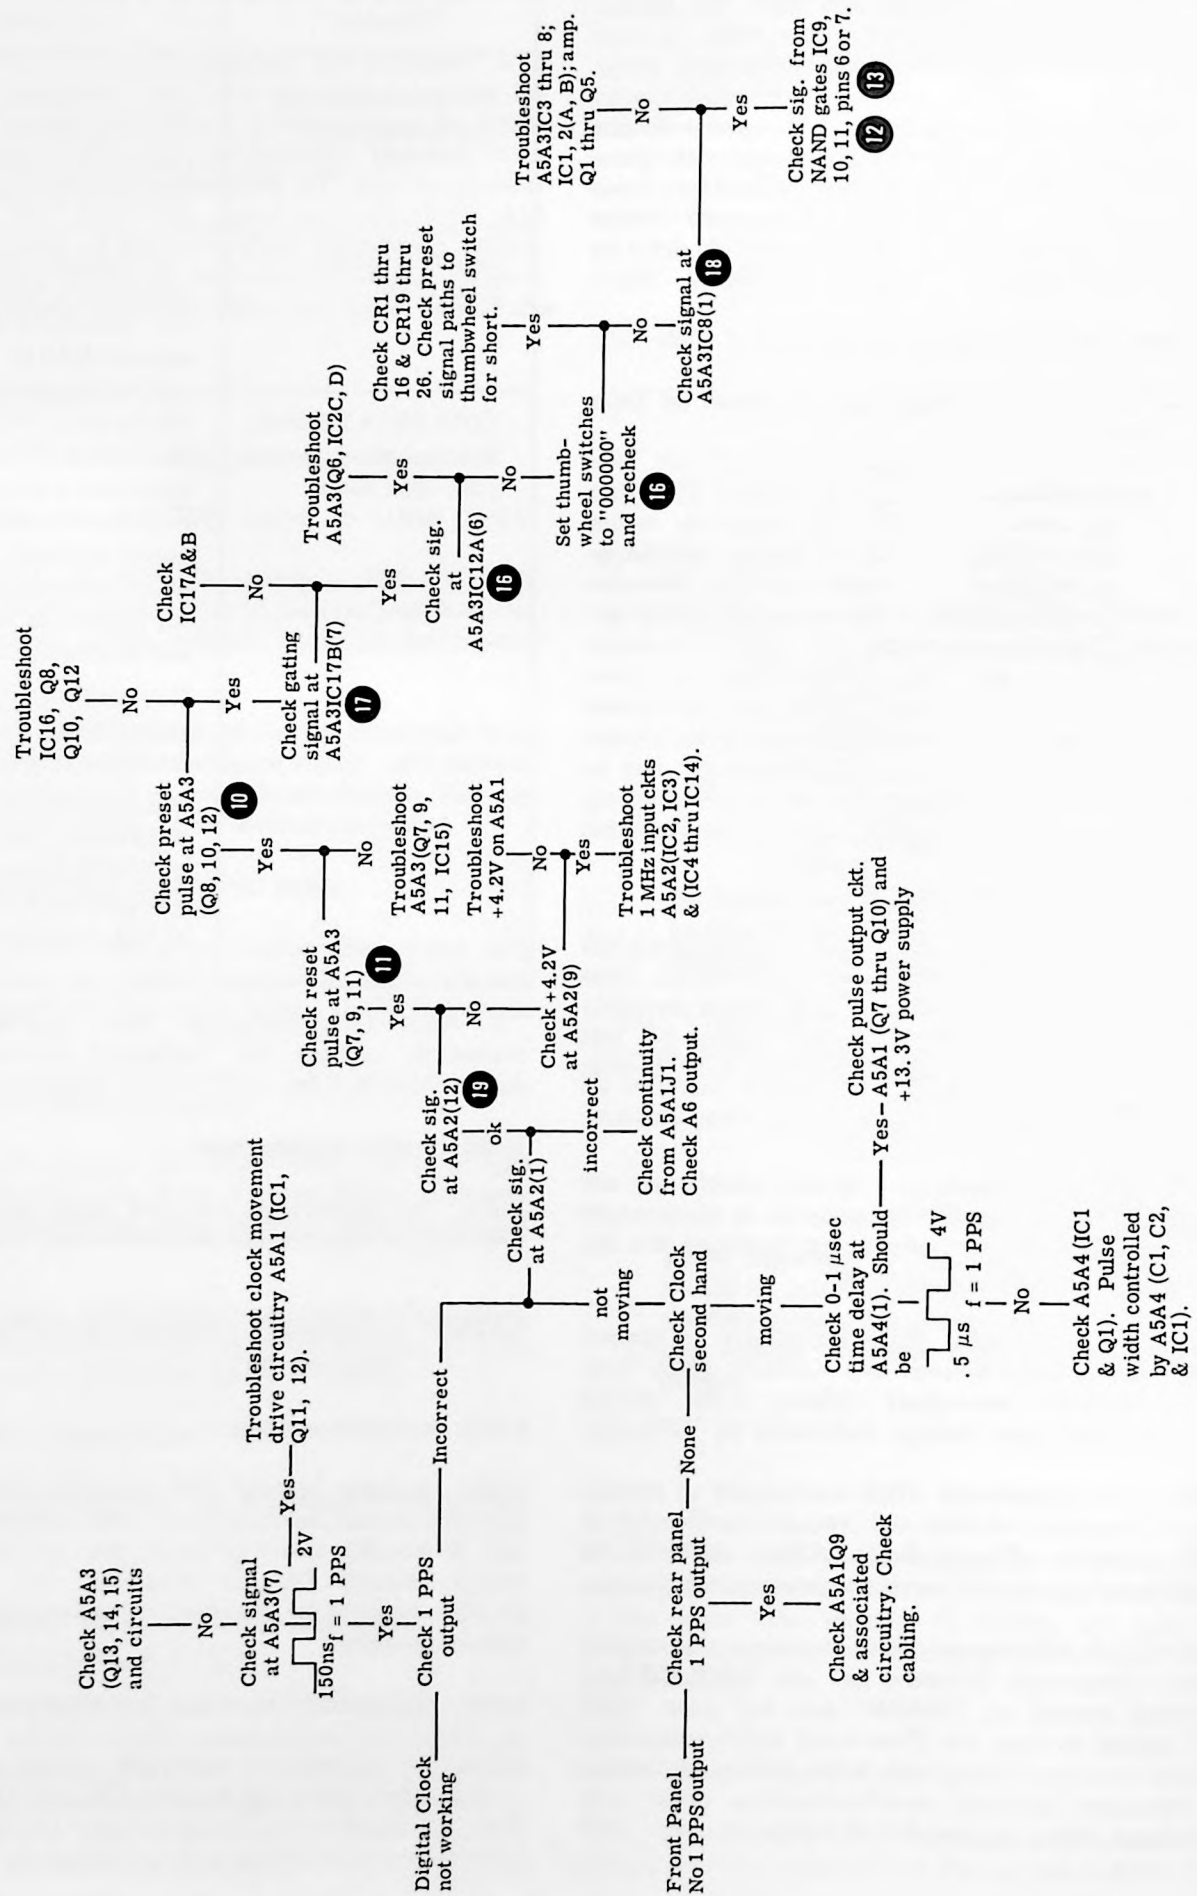 Digital Clock
not working
Check A5A3
(Q13, 14, 15)
and circuits
No
Check signal
at A5A3(7)
150ns
2V
f = 1 PPS
Yes
Troubleshoot clock movement
drive circuitry A5A1 (IC1,
Q11, 12).
Yes
Check 1 PPS
output
Incorrect
Front Panel
No 1 PPS output
Check rear panel
1 PPS output
Yes
Check A5A1Q9
& associated
circuitry. Check
cabling.
None
Check Clock
second hand
not
moving
moving
Check 0-1 μsec
time delay at
A5A4(1). Should
be
.5 μs
4V
f = 1 PPS
Yes
Check pulse output ckt.
A5A1 (Q7 thru Q10) and
+13.3V power supply
No
Check A5A4 (IC1
& Q1). Pulse
width controlled
by A5A4 (C1, C2,
& IC1).
Check sig.
at A5A2(1)
ok
incorrect
Check continuity
from A5A1J1.
Check A6 output.
Check sig.
at A5A2(12)
19
Yes
No
Check +4.2V
at A5A2(9)
No
Troubleshoot
+4.2V on A5A1
Yes
Troubleshoot
1 MHz input ckts
A5A2(IC2, IC3)
& (IC4 thru IC14).
Check reset
pulse at A5A3
(Q7, 9, 11)
11
Yes
No
Troubleshoot
A5A3 (Q7, 9,
11, IC15)
Check preset
pulse at A5A3
(Q8, 10, 12)
10
No
Troubleshoot
IC16, Q8,
Q10, Q12
Yes
Check gating
signal at
A5A3IC17B(7)
17
No
Check
IC17A&B
Yes
Check sig.
at
A5A3IC12A(6)
16
Yes
Troubleshoot
A5A3(Q6, IC2C, D)
No
Set thumb-
wheel switches
to "000000"
and recheck
16
Yes
Check CR1 thru
16 & CR19 thru
26. Check preset
signal paths to
thumbwheel switch
for short.
No
Check signal at
A5A3IC8(1)
18
No
Troubleshoot
A5A3IC3 thru 8;
IC1, 2(A, B); amp.
Q1 thru Q5.
Yes
Check sig. from
NAND gates IC9,
10, 11, pins 6 or 7.
12 13